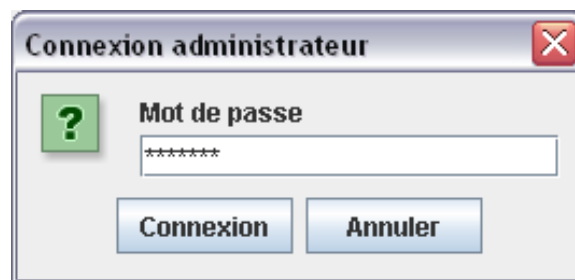 Connexion administrateur
?
Mot de passe
*******
Connexion
Annuler